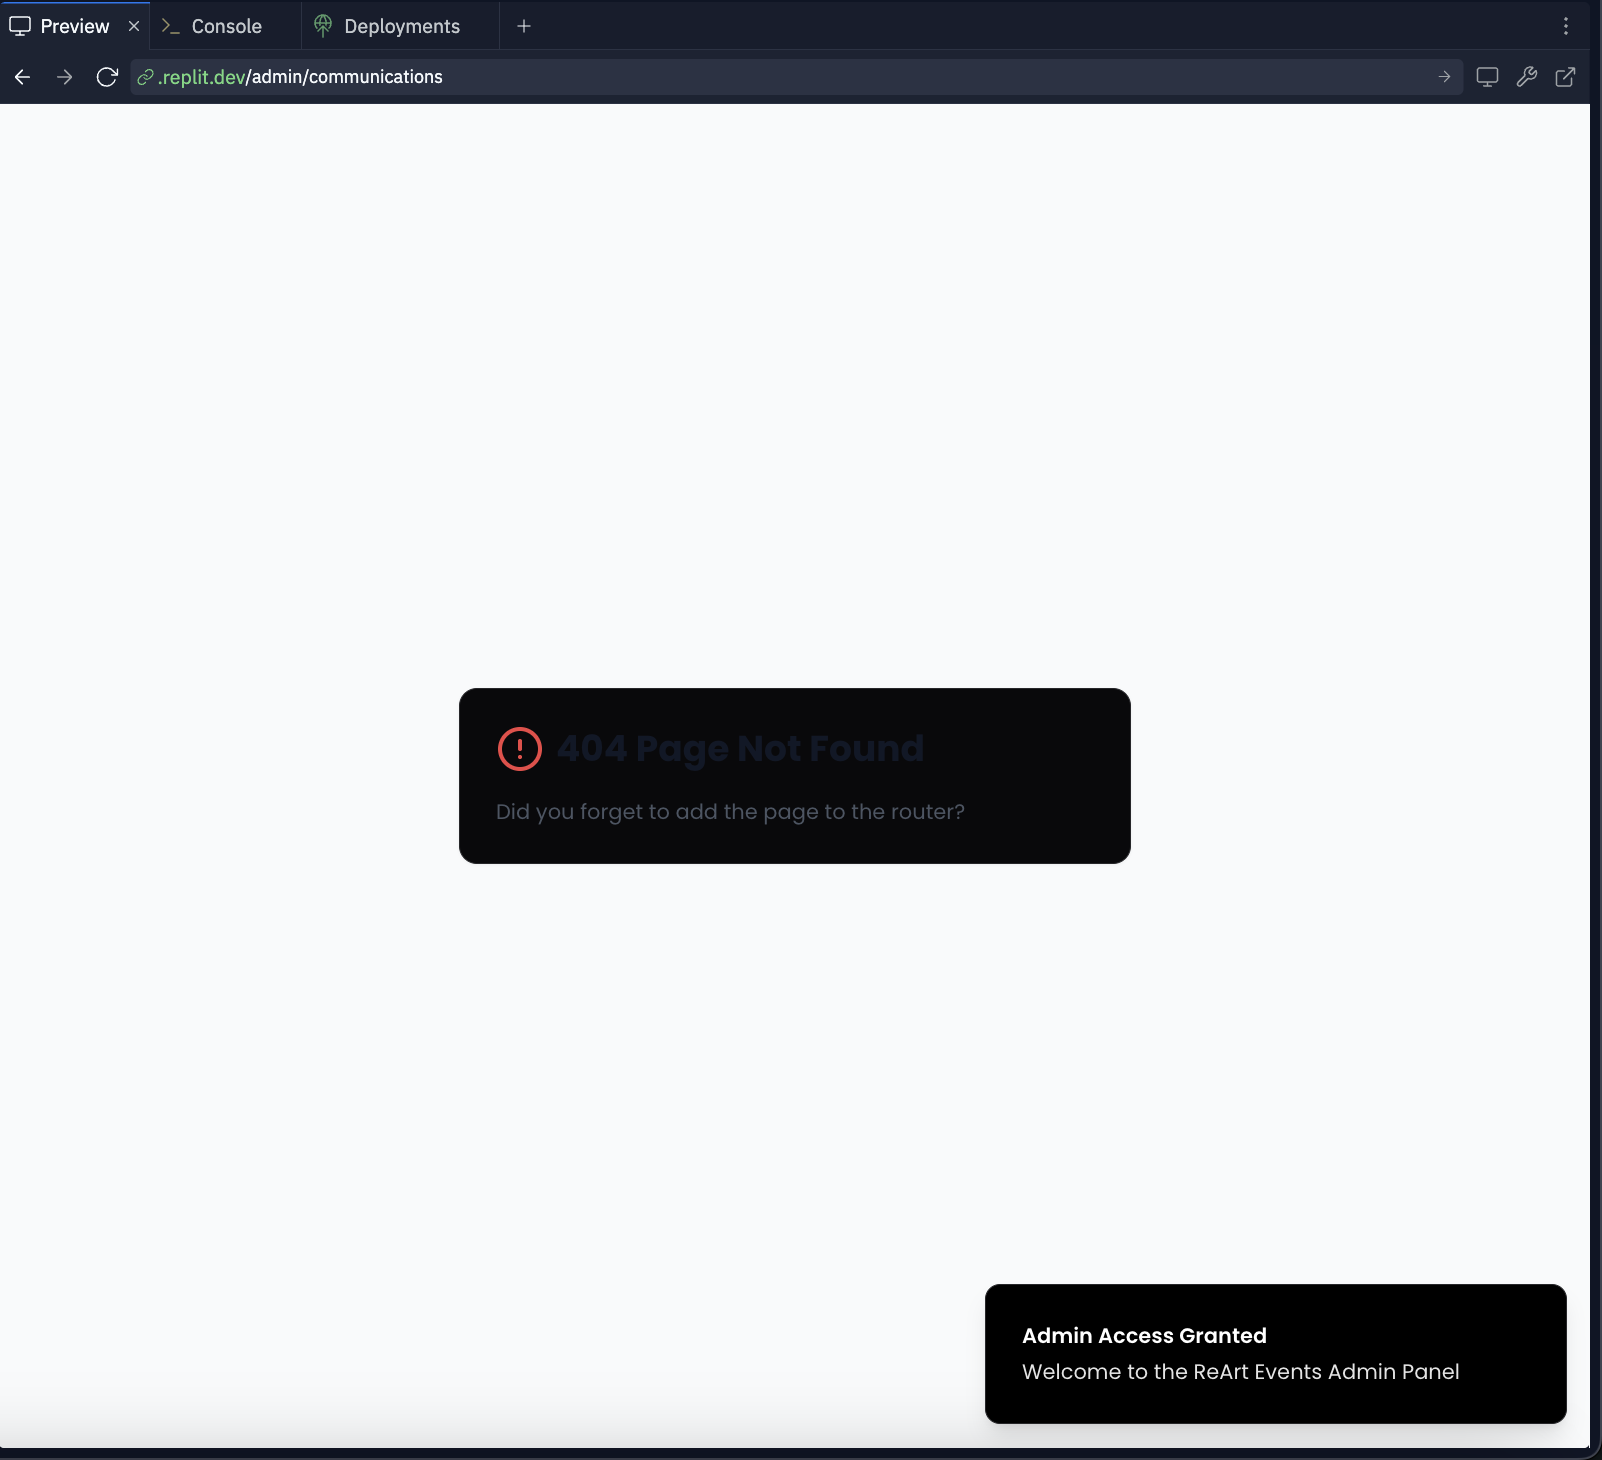 Preview
Console
Deployments
.replit.dev/admin/communications
404 Page Not Found
Did you forget to add the page to the router?
Admin Access Granted
Welcome to the ReArt Events Admin Panel